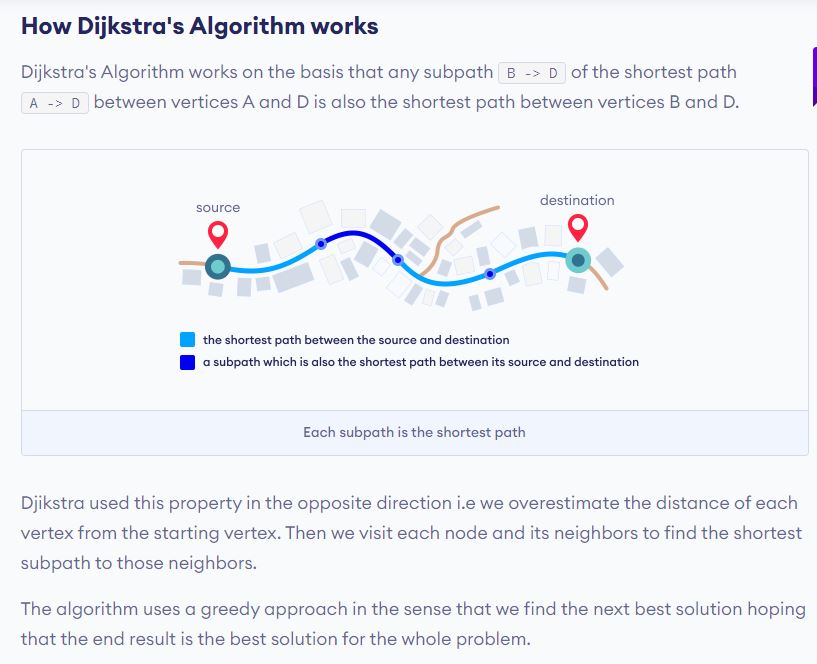 How Dijkstra's Algorithm works
Dijkstra's Algorithm works on the basis that any subpath B -> D of the shortest path
A -> D between vertices A and D is also the shortest path between vertices B and D.
source
destination
the shortest path between the source and destination
a subpath which is also the shortest path between its source and destination
Each subpath is the shortest path
Djikstra used this property in the opposite direction i.e we overestimate the distance of each
vertex from the starting vertex. Then we visit each node and its neighbors to find the shortest
subpath to those neighbors.
The algorithm uses a greedy approach in the sense that we find the next best solution hoping
that the end result is the best solution for the whole problem.